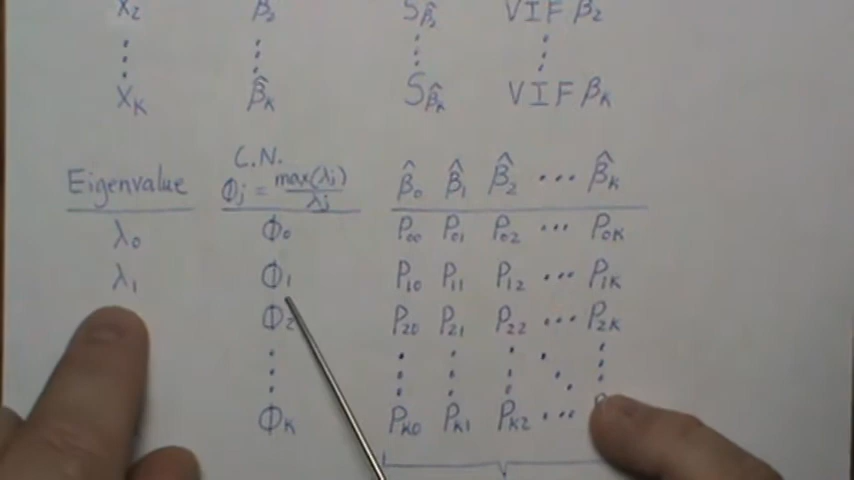 X₂ β̂₂ S_β̂₂ VIF β₂
⋮ ⋮ ⋮ ⋮
X_K β̂_K S_β̂_K VIF β_K
C.N.
Eigenvalue Φ_j = max(λ_j)/λ_j β̂₀ β̂₁ β̂₂ ... β̂_K
λ₀ Φ₀ P₀₀ P₀₁ P₀₂ ... P₀K
λ₁ Φ₁ P₁₀ P₁₁ P₁₂ ... P₁K
Φ₂ P₂₀ P₂₁ P₂₂ ... P₂K
⋮ ⋮ ⋮ ⋮ ⋱ ⋮
Φ_K P_K0 P_K1 P_K2 ...